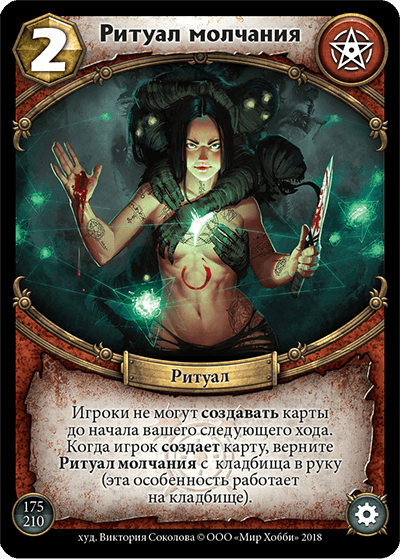 2
Ритуал молчания
Ритуал
Игроки не могут создавать карты
до начала вашего следующего хода.
Когда игрок создает карту, верните
Ритуал молчания с кладбища в руку
(эта особенность работает
на кладбище).
175
210
худ. Виктория Соколова © ООО «Мир Хобби» 2018